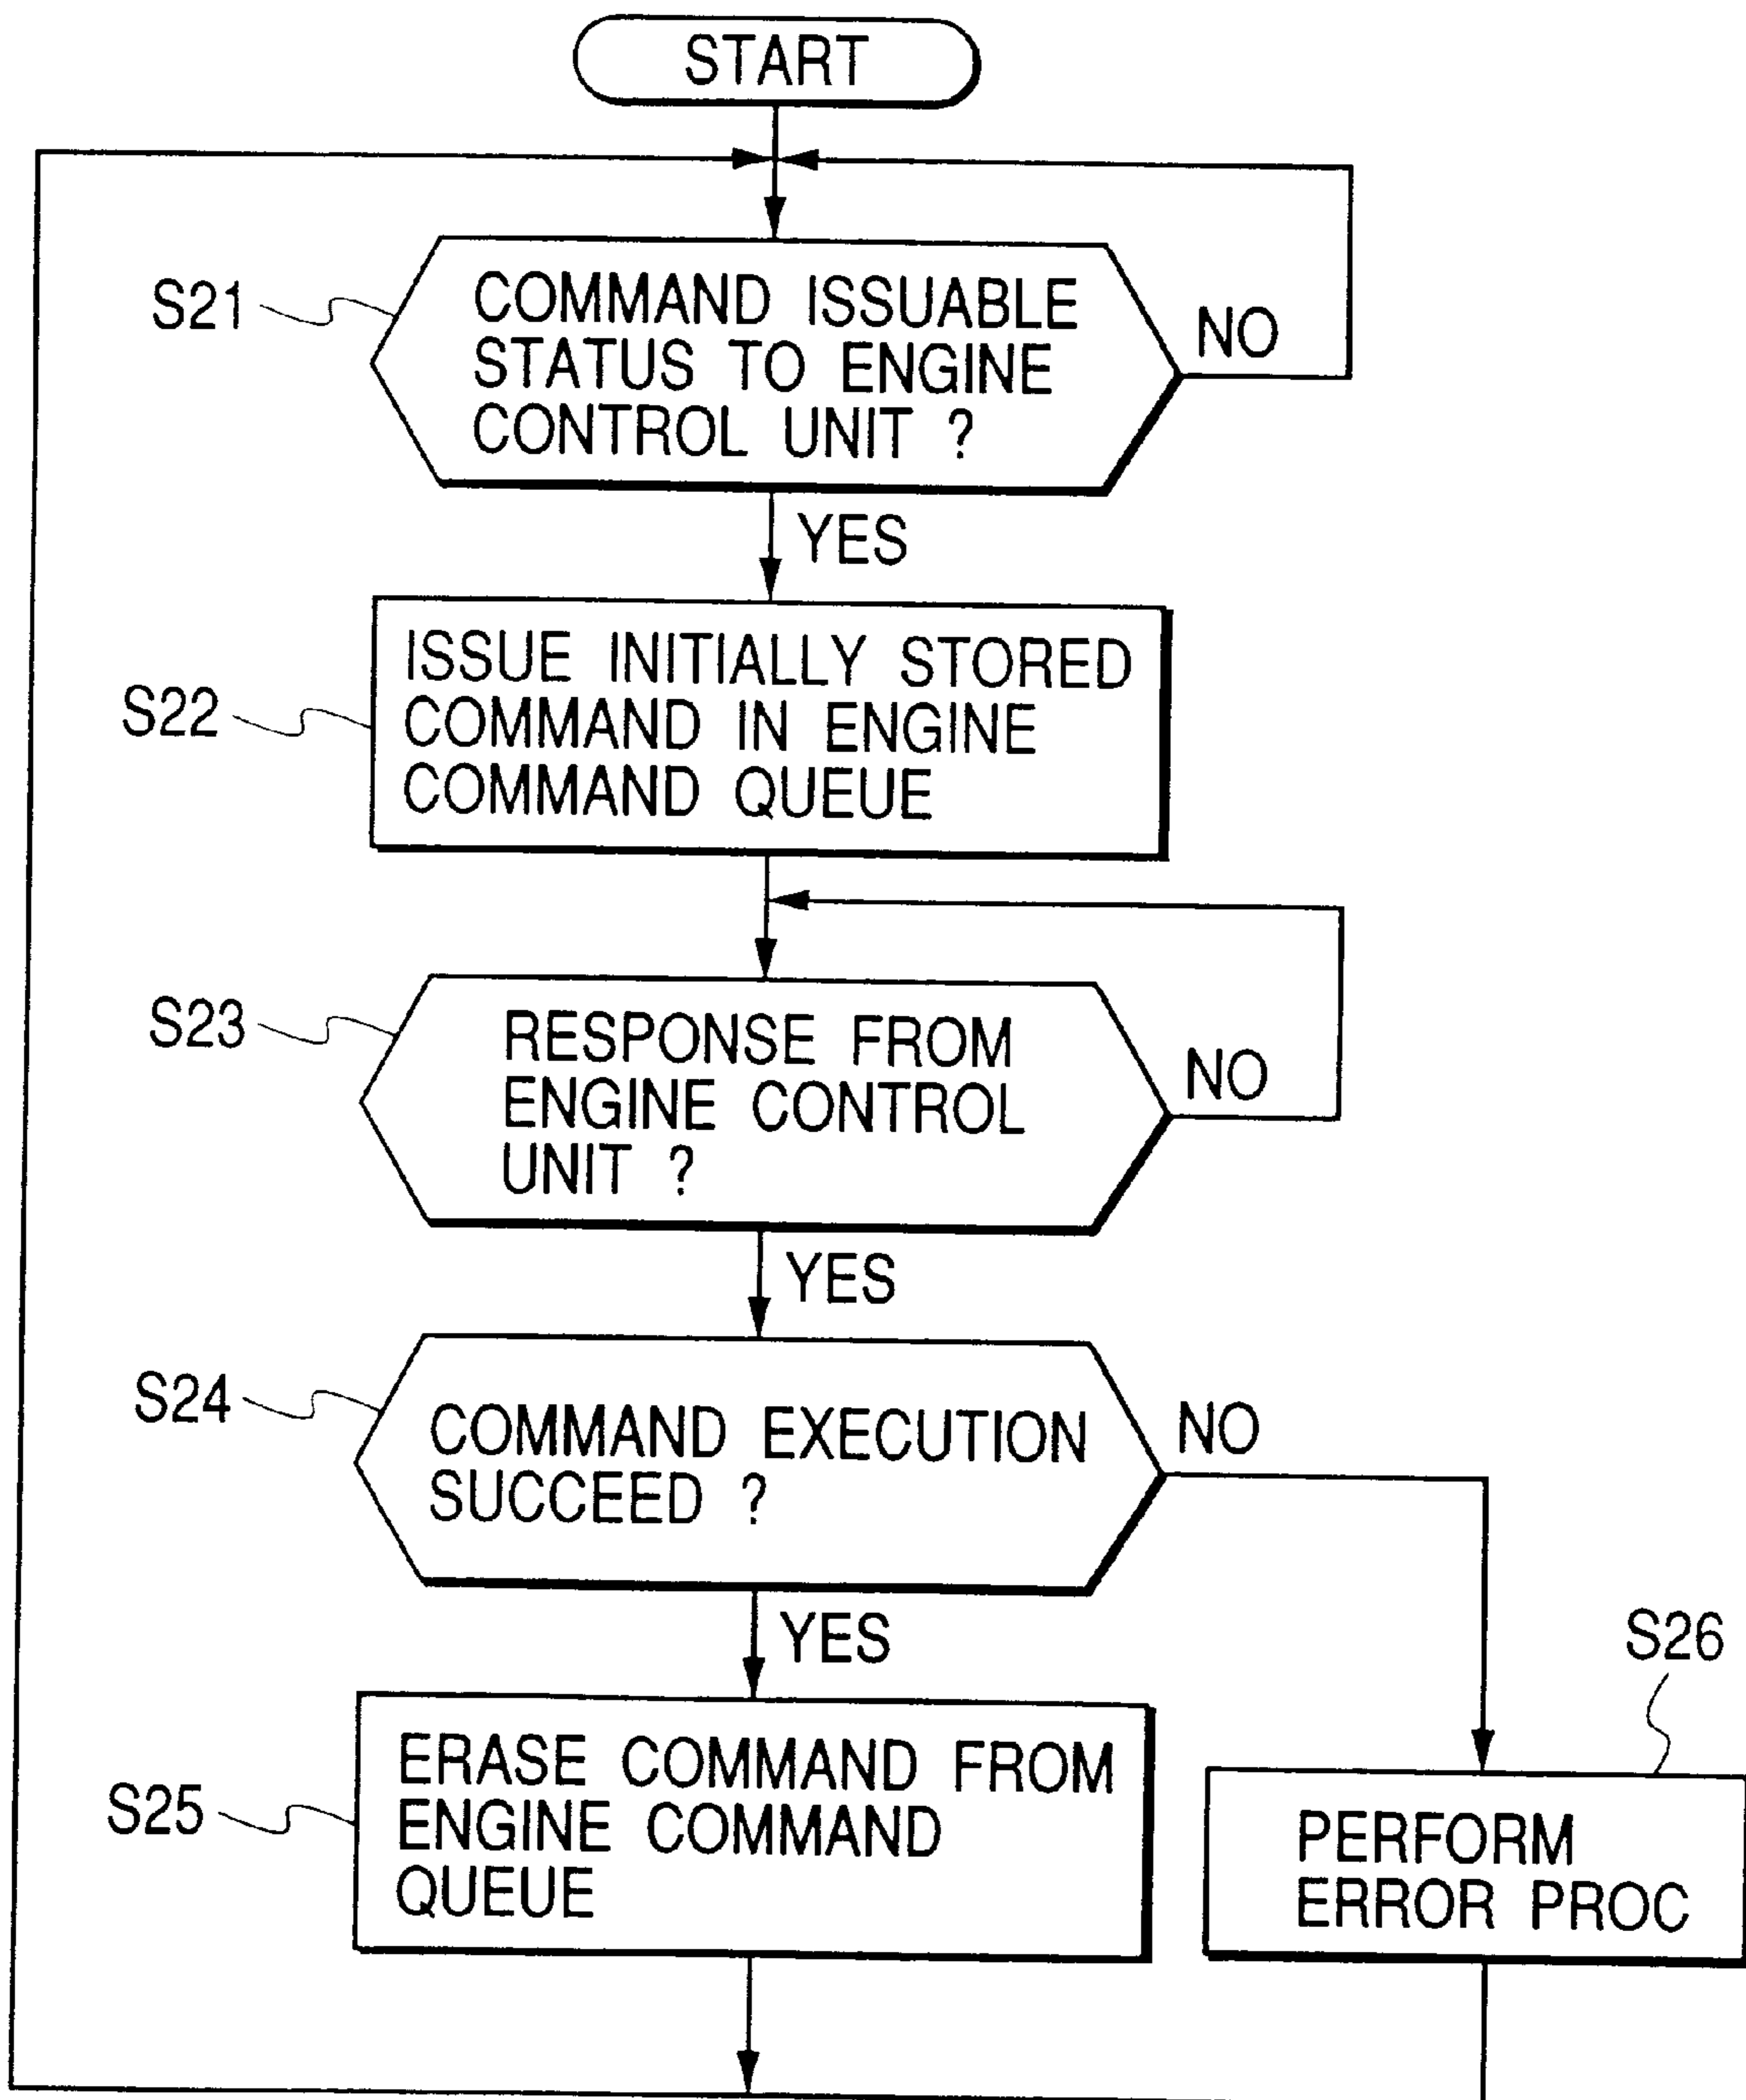 START
S21
COMMAND ISSUABLE
STATUS TO ENGINE
CONTROL UNIT ?
NO
YES
S22
ISSUE INITIALLY STORED
COMMAND IN ENGINE
COMMAND QUEUE
S23
RESPONSE FROM
ENGINE CONTROL
UNIT ?
NO
YES
S24
COMMAND EXECUTION
SUCCEED ?
NO
YES
S26
S25
ERASE COMMAND FROM
ENGINE COMMAND
QUEUE
PERFORM
ERROR PROC